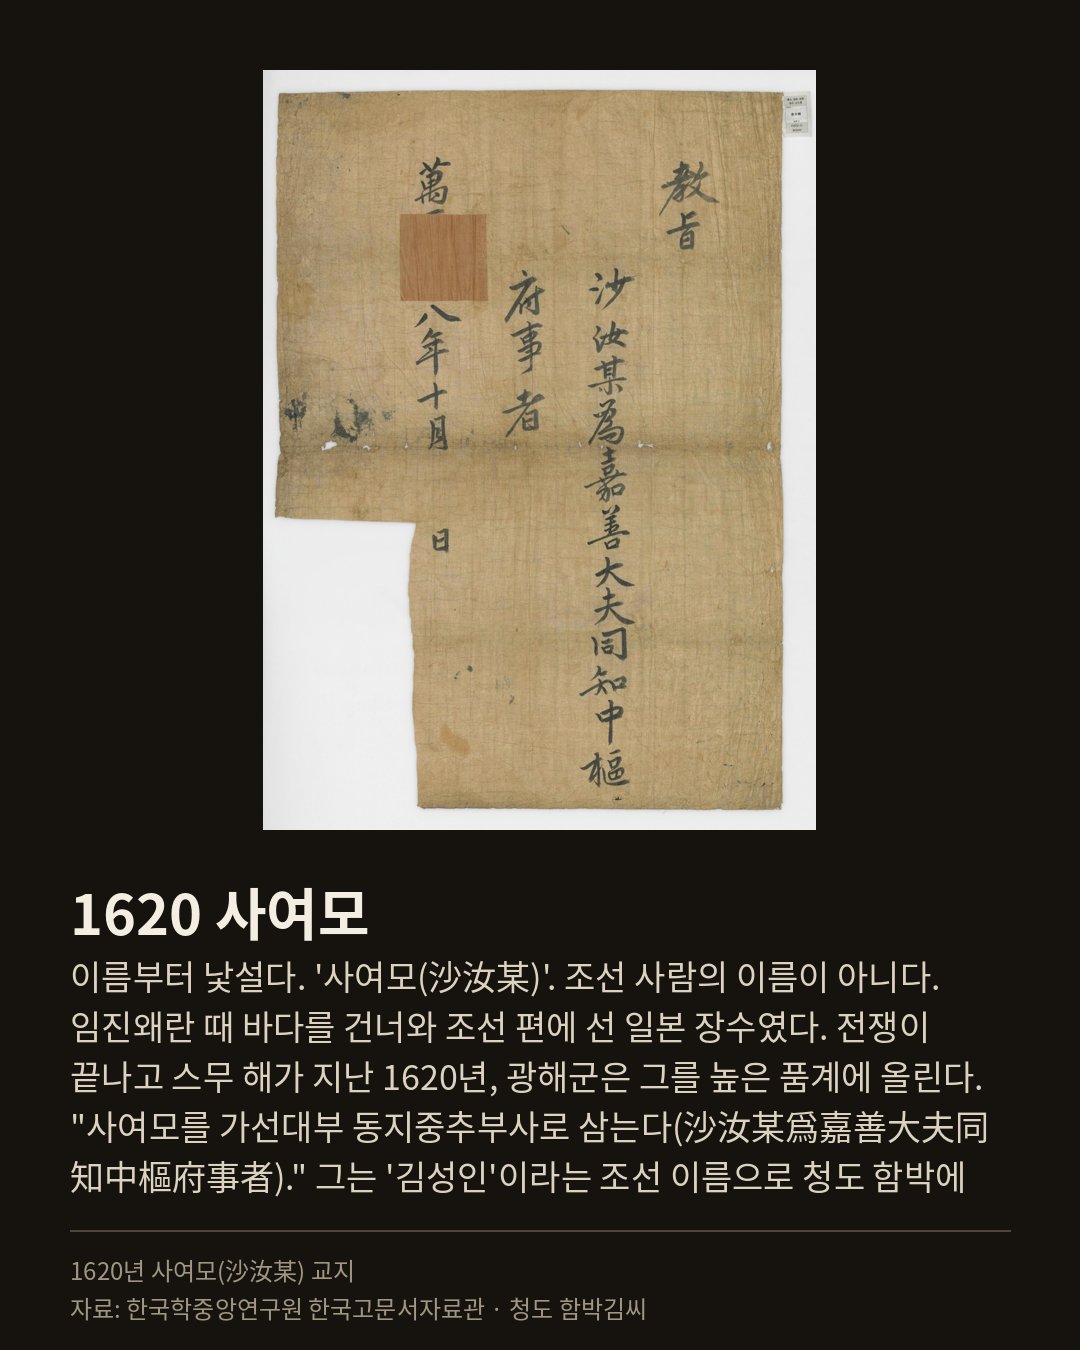 教
旨
沙汝某爲嘉善大夫同知中樞
府事者
萬
八年十月 日
1620 사여모
이름부터 낯설다. '사여모(沙汝某)'. 조선 사람의 이름이 아니다.
임진왜란 때 바다를 건너와 조선 편에 선 일본 장수였다. 전쟁이
끝나고 스무 해가 지난 1620년, 광해군은 그를 높은 품계에 올린다.
"사여모를 가선대부 동지중추부사로 삼는다(沙汝某爲嘉善大夫同
知中樞府事者)." 그는 '김성인'이라는 조선 이름으로 청도 함박에
1620년 사여모(沙汝某) 교지
자료: 한국학중앙연구원 한국고문서자료관 · 청도 함박김씨